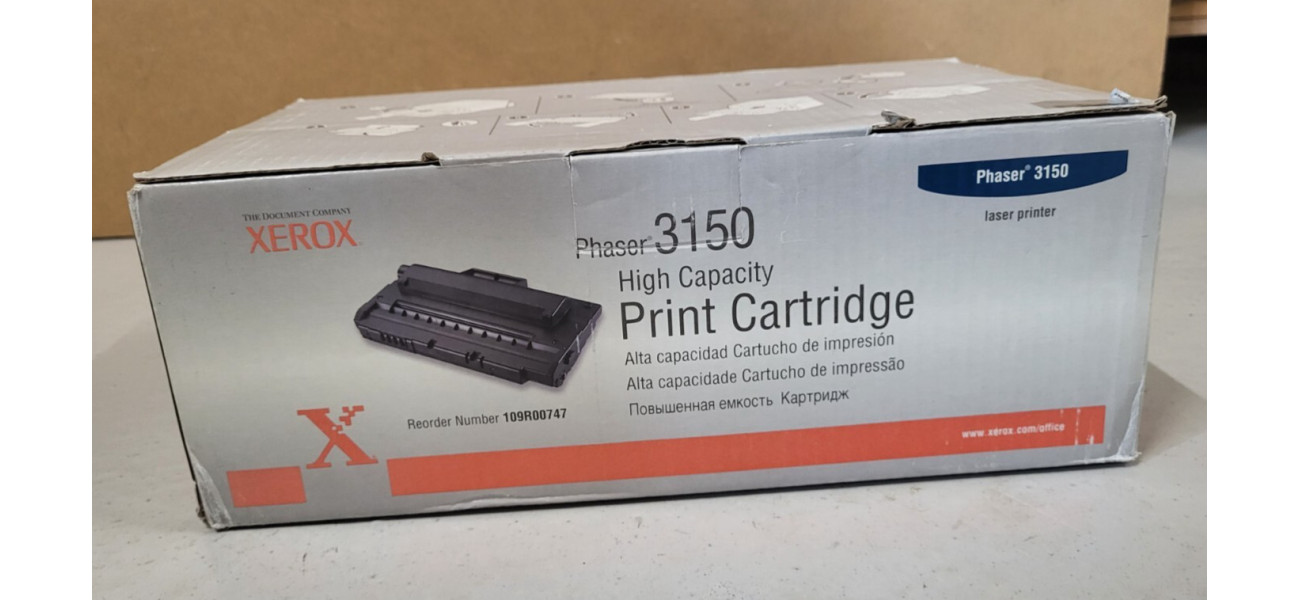 THE DOCUMENT COMPANY
XEROX
Phaser® 3150
High Capacity
Print Cartridge
Alta capacidad Cartucho de impresión
Alta capacidade Cartucho de impressão
Повышенная емкость Картридж
Reorder Number 109R00747
Phaser® 3150
laser printer
www.xerox.com/office